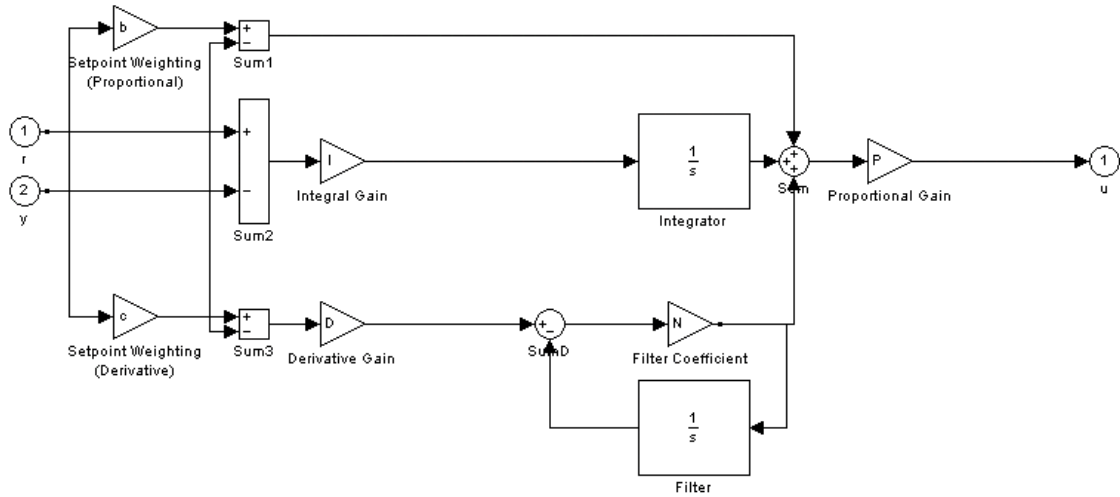 b
+
−
Sum1
Setpoint Weighting
(Proportional)
1
r
2
y
+
−
Sum2
I
Integral Gain
1
s
Integrator
+
+
+
Sum
P
Proportional Gain
1
u
c
Setpoint Weighting
(Derivative)
+
−
Sum3
D
Derivative Gain
+
−
SumD
N
Filter Coefficient
1
s
Filter